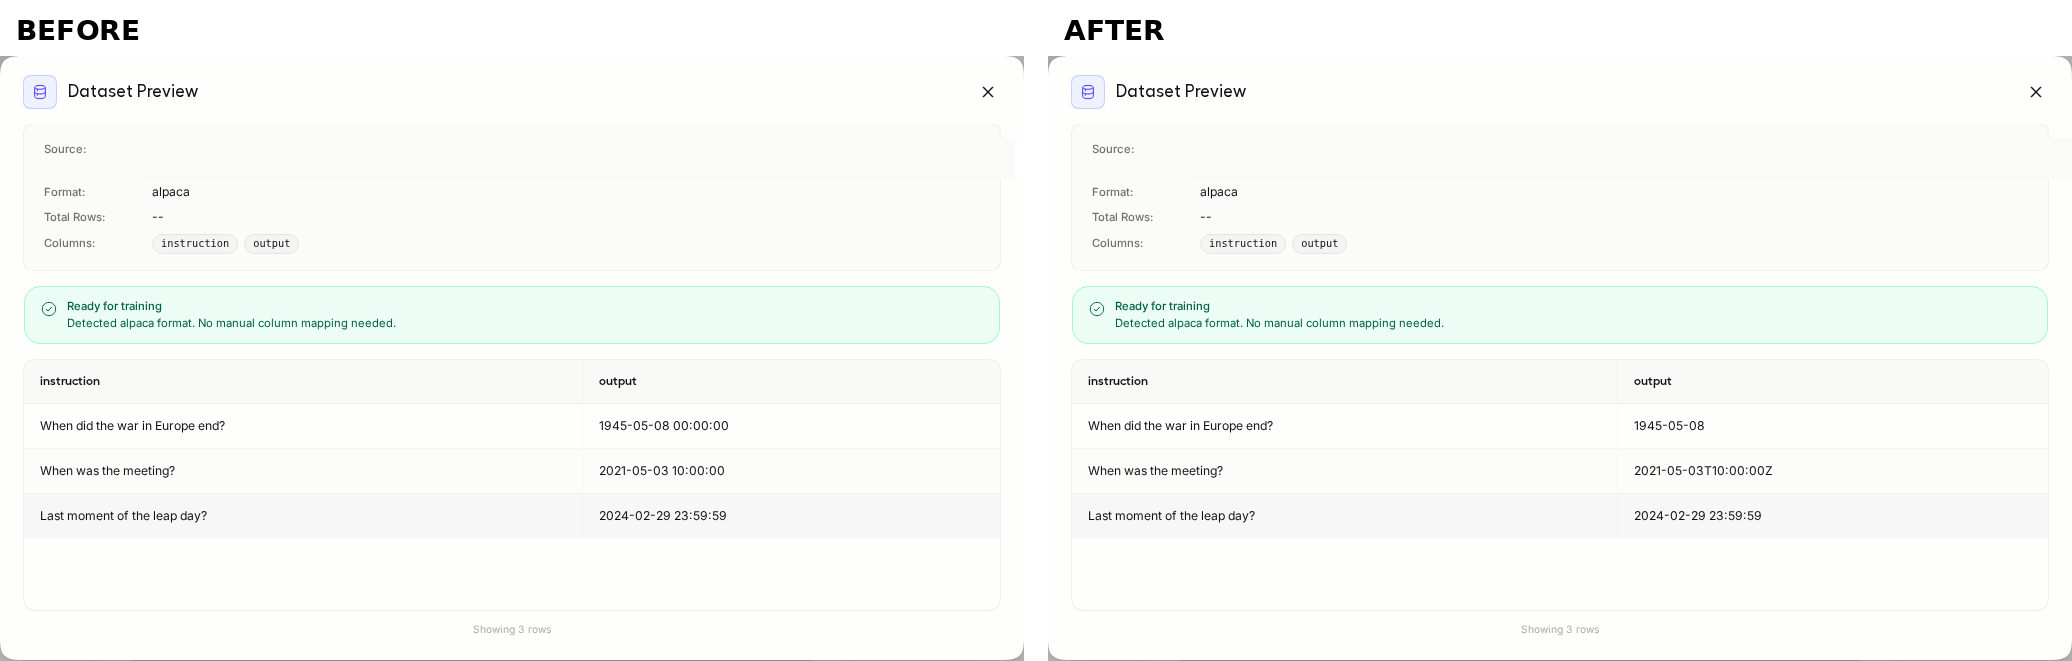 BEFORE
Dataset Preview
Source:
Format: alpaca
Total Rows: --
Columns: instruction output
Ready for training
Detected alpaca format. No manual column mapping needed.
instruction output
When did the war in Europe end? 1945-05-08 00:00:00
When was the meeting? 2021-05-03 10:00:00
Last moment of the leap day? 2024-02-29 23:59:59
Showing 3 rows
AFTER
Dataset Preview
Source:
Format: alpaca
Total Rows: --
Columns: instruction output
Ready for training
Detected alpaca format. No manual column mapping needed.
instruction output
When did the war in Europe end? 1945-05-08
When was the meeting? 2021-05-03T10:00:00Z
Last moment of the leap day? 2024-02-29 23:59:59
Showing 3 rows